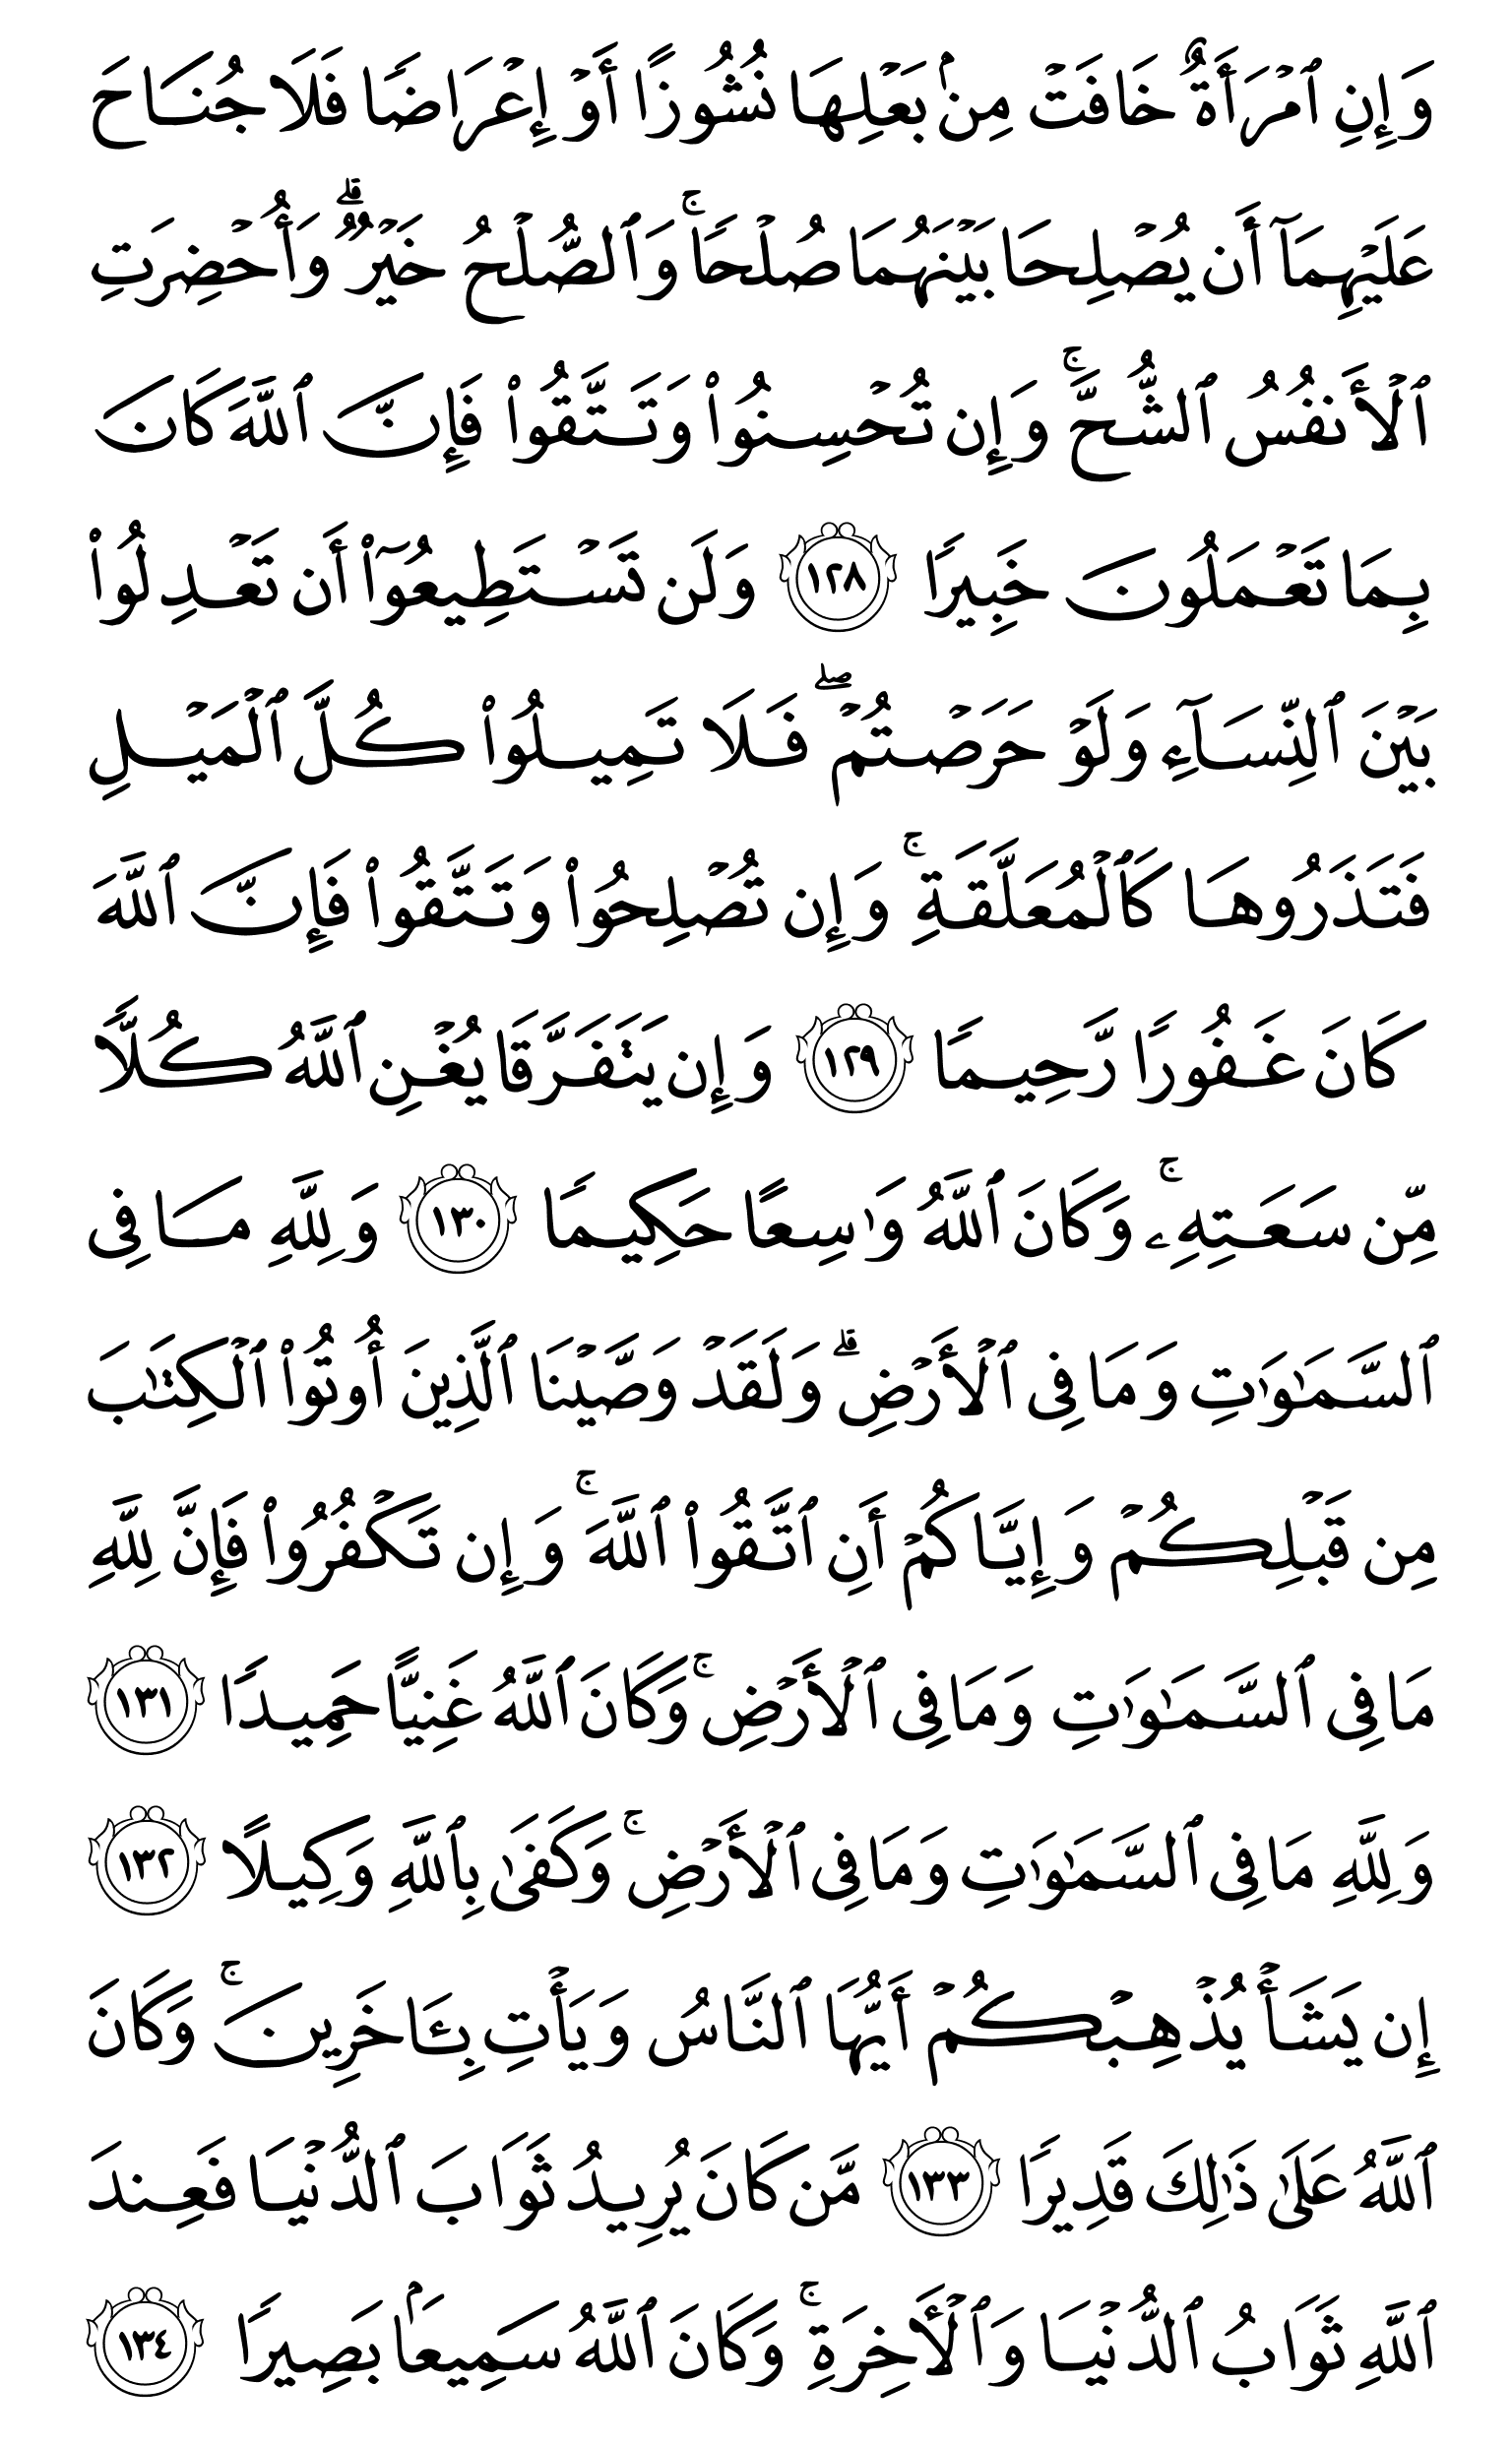 وَإِنِ ٱمْرَأَةٌ خَافَتْ مِنۢ بَعْلِهَا نُشُوزًا أَوْ إِعْرَاضًا فَلَا جُنَاحَ
عَلَيْهِمَآ أَن يُصْلِحَا بَيْنَهُمَا صُلْحًا ۚ وَٱلصُّلْحُ خَيْرٌ ۗ وَأُحْضِرَتِ
ٱلْأَنفُسُ ٱلشُّحَّ ۚ وَإِن تُحْسِنُوا۟ وَتَتَّقُوا۟ فَإِنَّ ٱللَّهَ كَانَ
بِمَا تَعْمَلُونَ خَبِيرًا ١٢٨ وَلَن تَسْتَطِيعُوٓا۟ أَن تَعْدِلُوا۟
بَيْنَ ٱلنِّسَآءِ وَلَوْ حَرَصْتُمْ ۖ فَلَا تَمِيلُوا۟ كُلَّ ٱلْمَيْلِ
فَتَذَرُوهَا كَٱلْمُعَلَّقَةِ ۚ وَإِن تُصْلِحُوا۟ وَتَتَّقُوا۟ فَإِنَّ ٱللَّهَ
كَانَ غَفُورًا رَّحِيمًا ١٢٩ وَإِن يَتَفَرَّقَا يُغْنِ ٱللَّهُ كُلًّا
مِّن سَعَتِهِۦ ۚ وَكَانَ ٱللَّهُ وَٰسِعًا حَكِيمًا ١٣٠ وَلِلَّهِ مَا فِى
ٱلسَّمَـٰوَٰتِ وَمَا فِى ٱلْأَرْضِ ۗ وَلَقَدْ وَصَّيْنَا ٱلَّذِينَ أُوتُوا۟ ٱلْكِتَـٰبَ
مِن قَبْلِكُمْ وَإِيَّاكُمْ أَنِ ٱتَّقُوا۟ ٱللَّهَ ۚ وَإِن تَكْفُرُوا۟ فَإِنَّ لِلَّهِ
مَا فِى ٱلسَّمَـٰوَٰتِ وَمَا فِى ٱلْأَرْضِ ۚ وَكَانَ ٱللَّهُ غَنِيًّا حَمِيدًا ١٣١
وَلِلَّهِ مَا فِى ٱلسَّمَـٰوَٰتِ وَمَا فِى ٱلْأَرْضِ ۚ وَكَفَىٰ بِٱللَّهِ وَكِيلًا ١٣٢
إِن يَشَأْ يُذْهِبْكُمْ أَيُّهَا ٱلنَّاسُ وَيَأْتِ بِـَٔاخَرِينَ ۚ وَكَانَ
ٱللَّهُ عَلَىٰ ذَٰلِكَ قَدِيرًا ١٣٣ مَّن كَانَ يُرِيدُ ثَوَابَ ٱلدُّنْيَا فَعِندَ
ٱللَّهِ ثَوَابُ ٱلدُّنْيَا وَٱلْـَٔاخِرَةِ ۚ وَكَانَ ٱللَّهُ سَمِيعًۢا بَصِيرًا ١٣٤